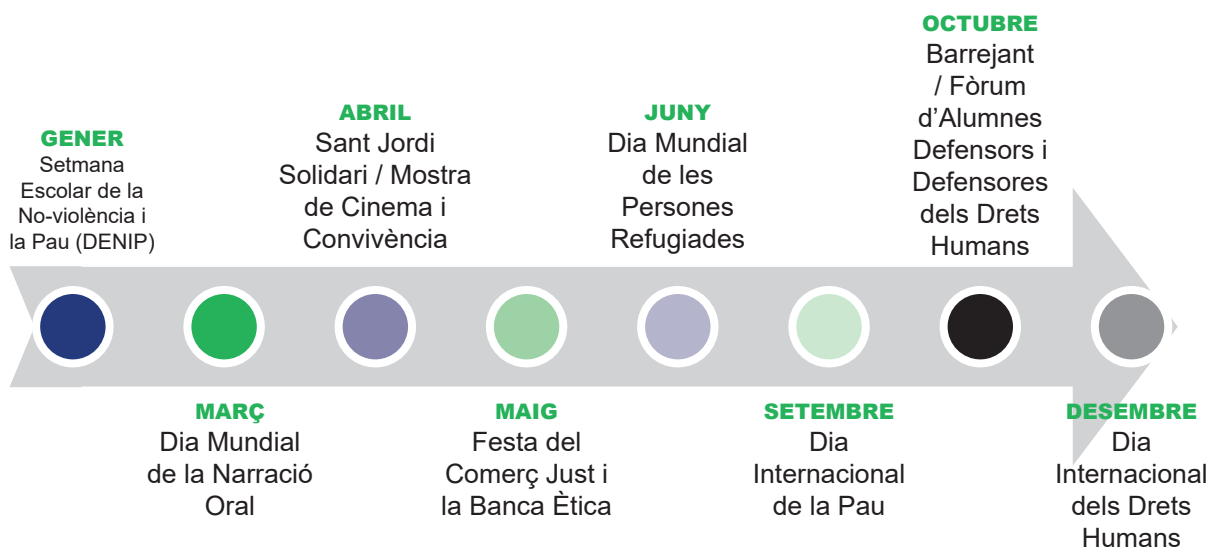 GENER
Setmana
Escolar de la
No-violència i
la Pau (DENIP)
MARÇ
Dia Mundial
de la Narració
Oral
ABRIL
Sant Jordi
Solidari / Mostra
de Cinema i
Convivència
MAIG
Festa del
Comerç Just i
la Banca Ètica
JUNY
Dia Mundial
de les
Persones
Refugiades
SETEMBRE
Dia
Internacional
de la Pau
OCTUBRE
Barrejant
/ Fòrum
d’Alumnes
Defensors i
Defensores
dels Drets
Humans
DESEMBRE
Dia
Internacional
dels Drets
Humans